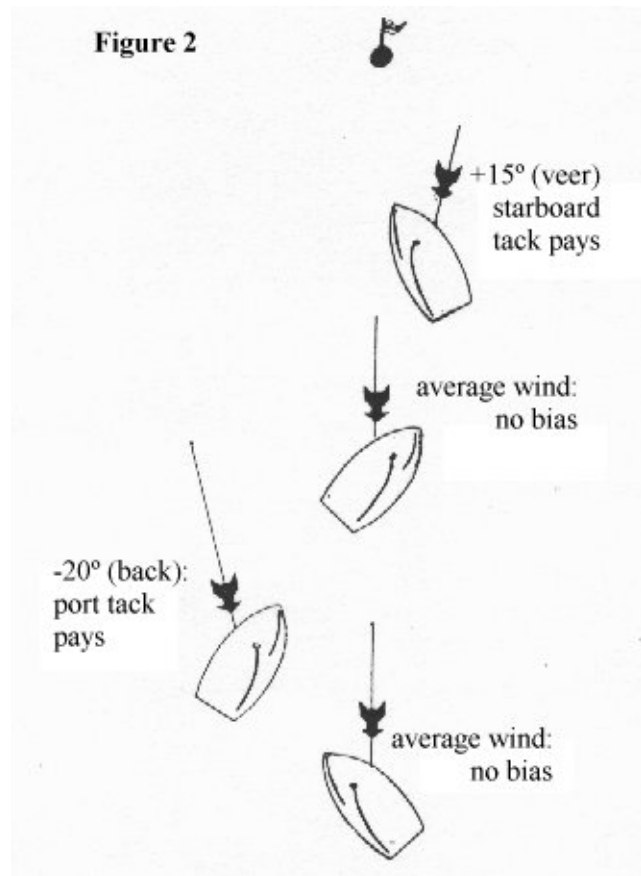 Figure 2
+15º (veer)
starboard
tack pays
average wind:
no bias
-20º (back):
port tack
pays
average wind:
no bias